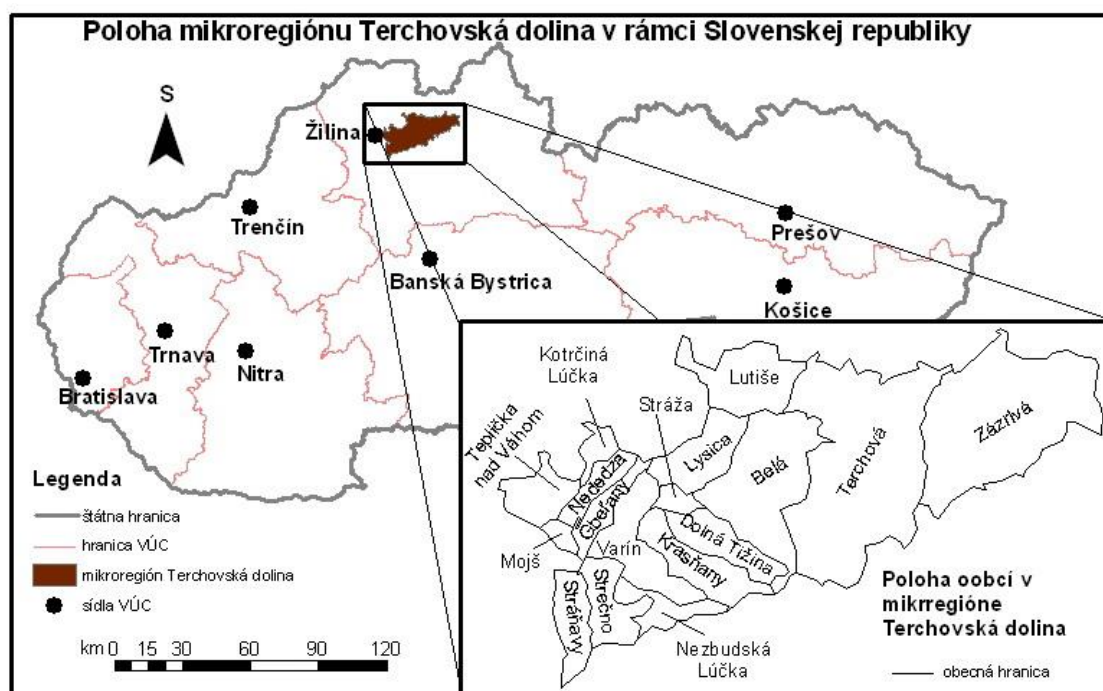 Poloha mikroregiónu Terchovská dolina v rámci Slovenskej republiky
S
Žilina
Trenčín
Prešov
Banská Bystrica
Košice
Trnava
Nitra
Bratislava
Legenda
štátna hranica
hranica VÚC
mikroregión Terchovská dolina
sídla VÚC
km 0 15 30 60 90 120
Kotrčiná
Lúčka
Lutiše
Stráža
Teplička
nad Váhom
Lysica
Belá
Terchová
Zázrivá
Nededza
Gbeľany
Mojš
Varín
Dolná Tižina
Krasňany
Stráňavy
Strečno
Nezbudská
Lúčka
Poloha oobcí v
mikrregióne
Terchovská dolina
obecná hranica